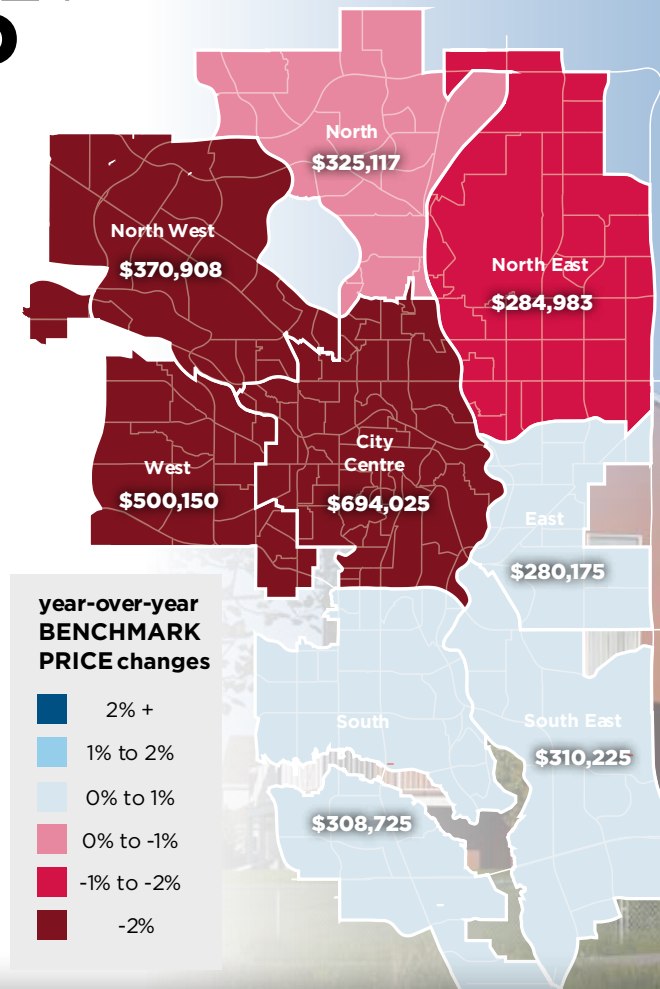 North
$325,117
North West
$370,908
North East
$284,983
City
Centre
$694,025
West
$500,150
East
$280,175
South
$308,725
South East
$310,225
year-over-year
BENCHMARK
PRICE changes
2% +
1% to 2%
0% to 1%
0% to -1%
-1% to -2%
-2%